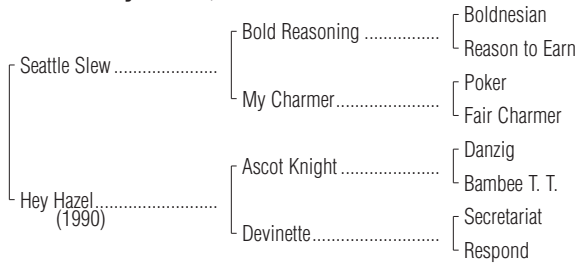 Boldnesian
Bold Reasoning ................
Reason to Earn
Seattle Slew ......................
Poker
My Charmer......................
Fair Charmer
Danzig
Ascot Knight .....................
Bambee T. T.
Hey Hazel..........................
(1990)
Secretariat
Devinette...........................
Respond